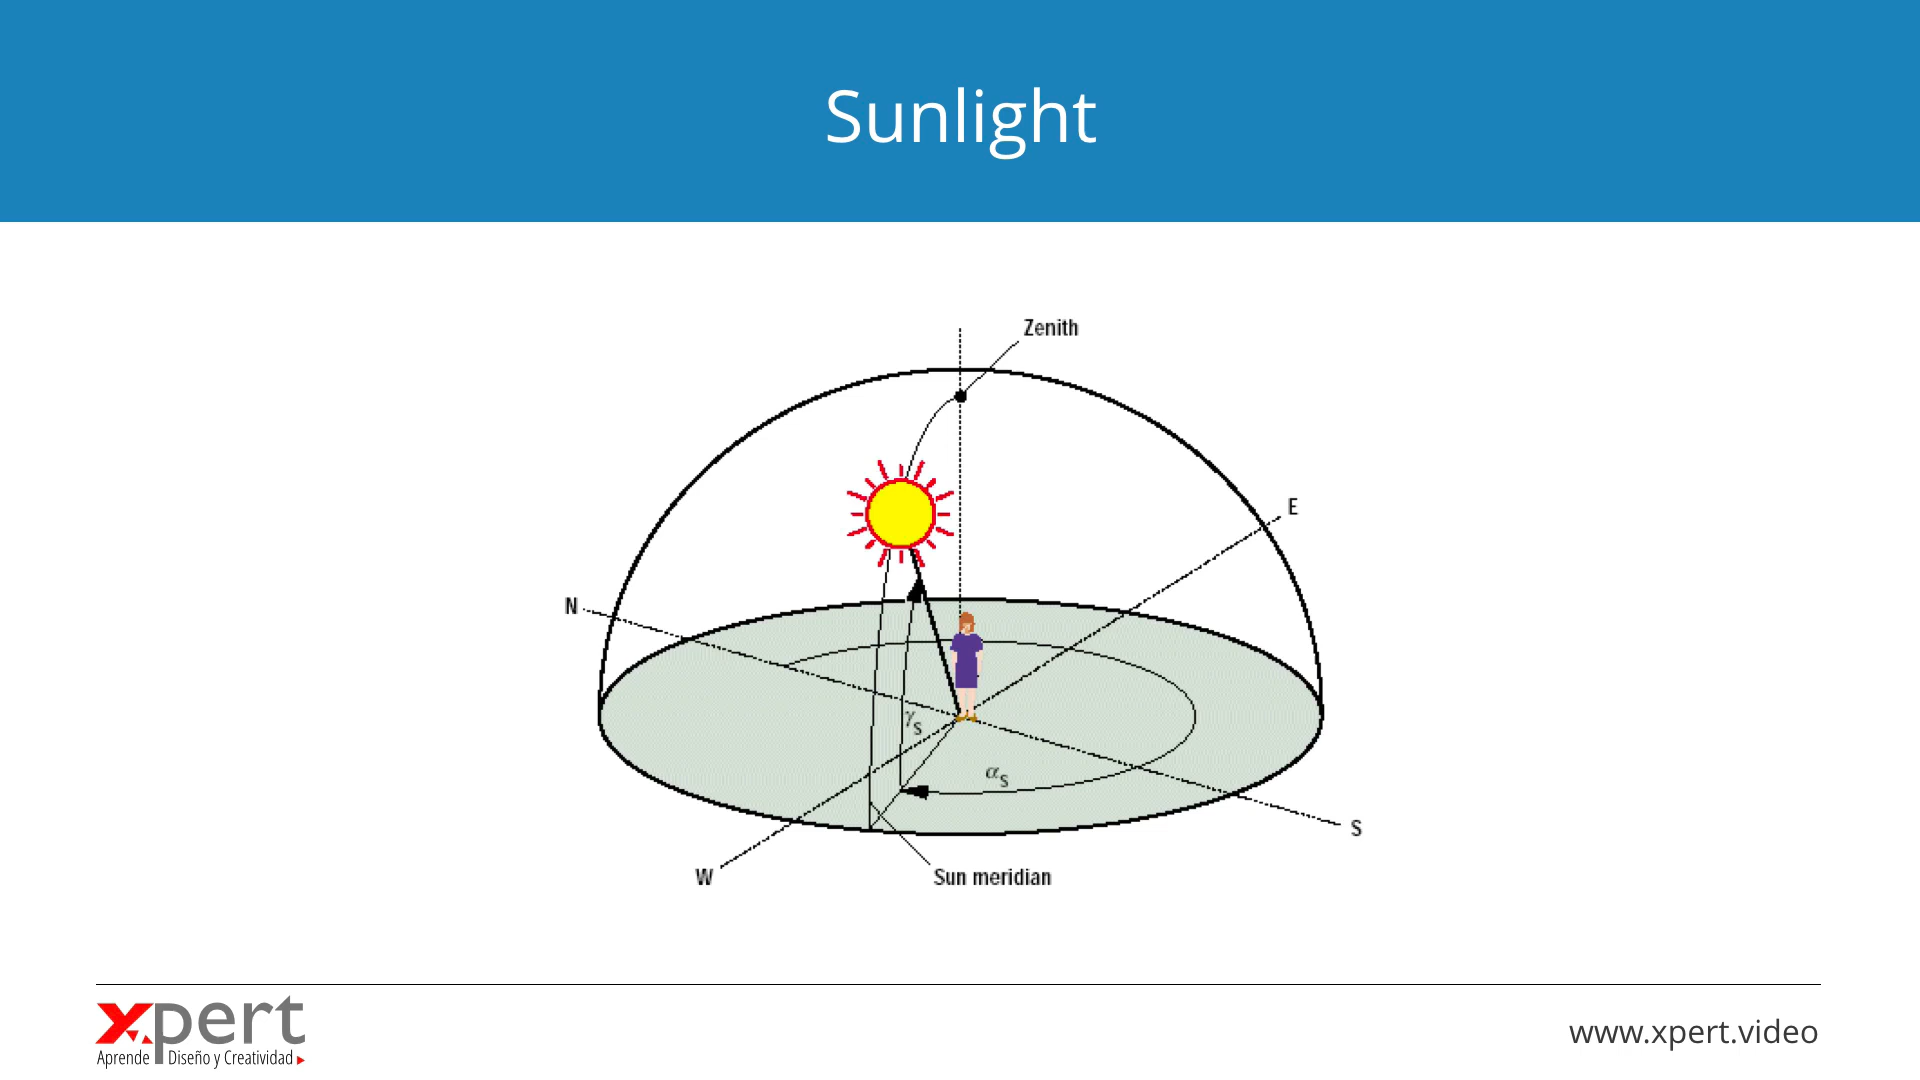 Sunlight
Zenith
E
N
γs
αs
S
W
Sun meridian
xpert
Aprende Diseño y Creatividad
www.xpert.video